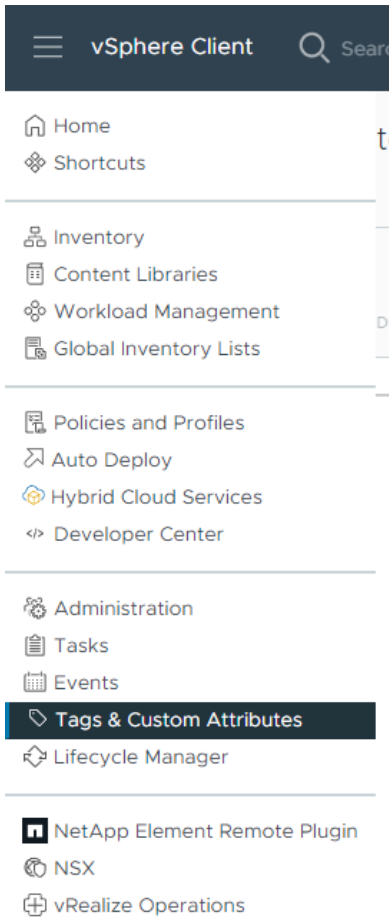 vSphere Client
Home
Shortcuts
Inventory
Content Libraries
Workload Management
Global Inventory Lists
Policies and Profiles
Auto Deploy
Hybrid Cloud Services
Developer Center
Administration
Tasks
Events
Tags & Custom Attributes
Lifecycle Manager
NetApp Element Remote Plugin
NSX
vRealize Operations